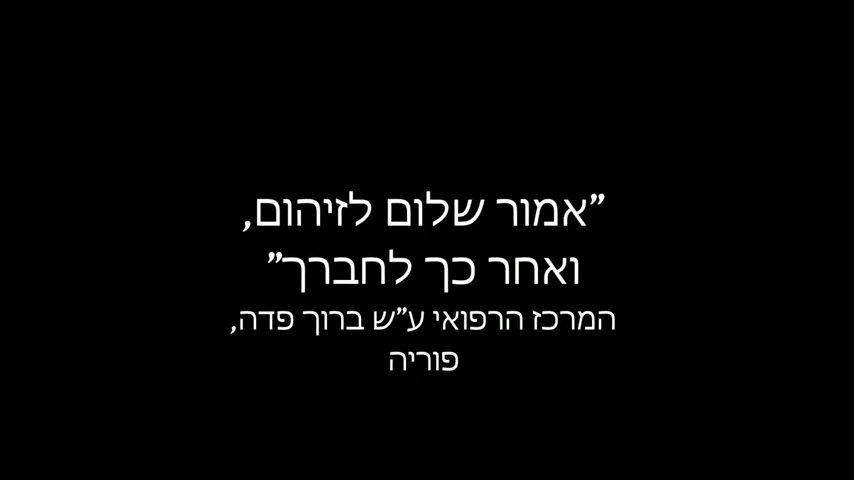 "אמור שלום לזיהום,
ואחר כך לחברך"
המרכז הרפואי ע"ש ברוך פדה,
פוריה